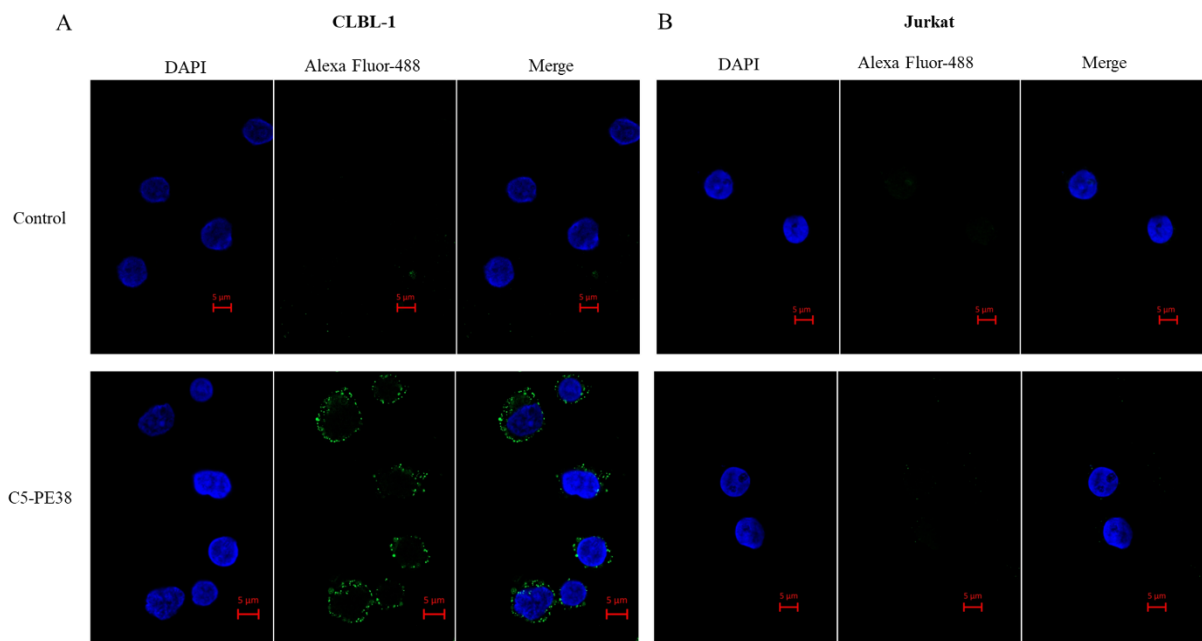 A
CLBL-1
B
Jurkat
DAPI
Alexa Fluor-488
Merge
DAPI
Alexa Fluor-488
Merge
Control
5 µm
5 µm
5 µm
5 µm
5 µm
5 µm
C5-PE38
5 µm
5 µm
5 µm
5 µm
5 µm
5 µm